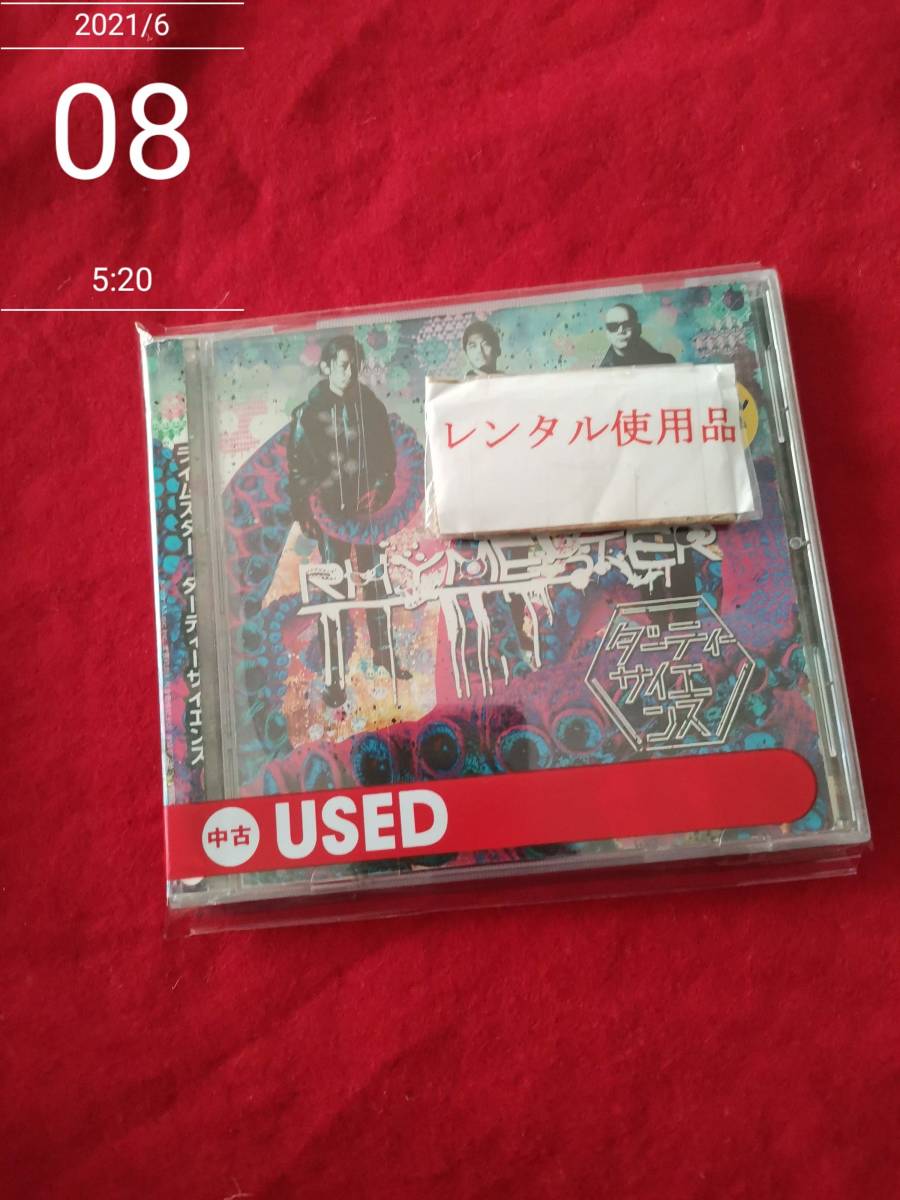 2021/6
08
5:20
レンタル使用品
ライムスター ダーティーサイエンス
ダーティー
サイエ
ンス
中古 USED